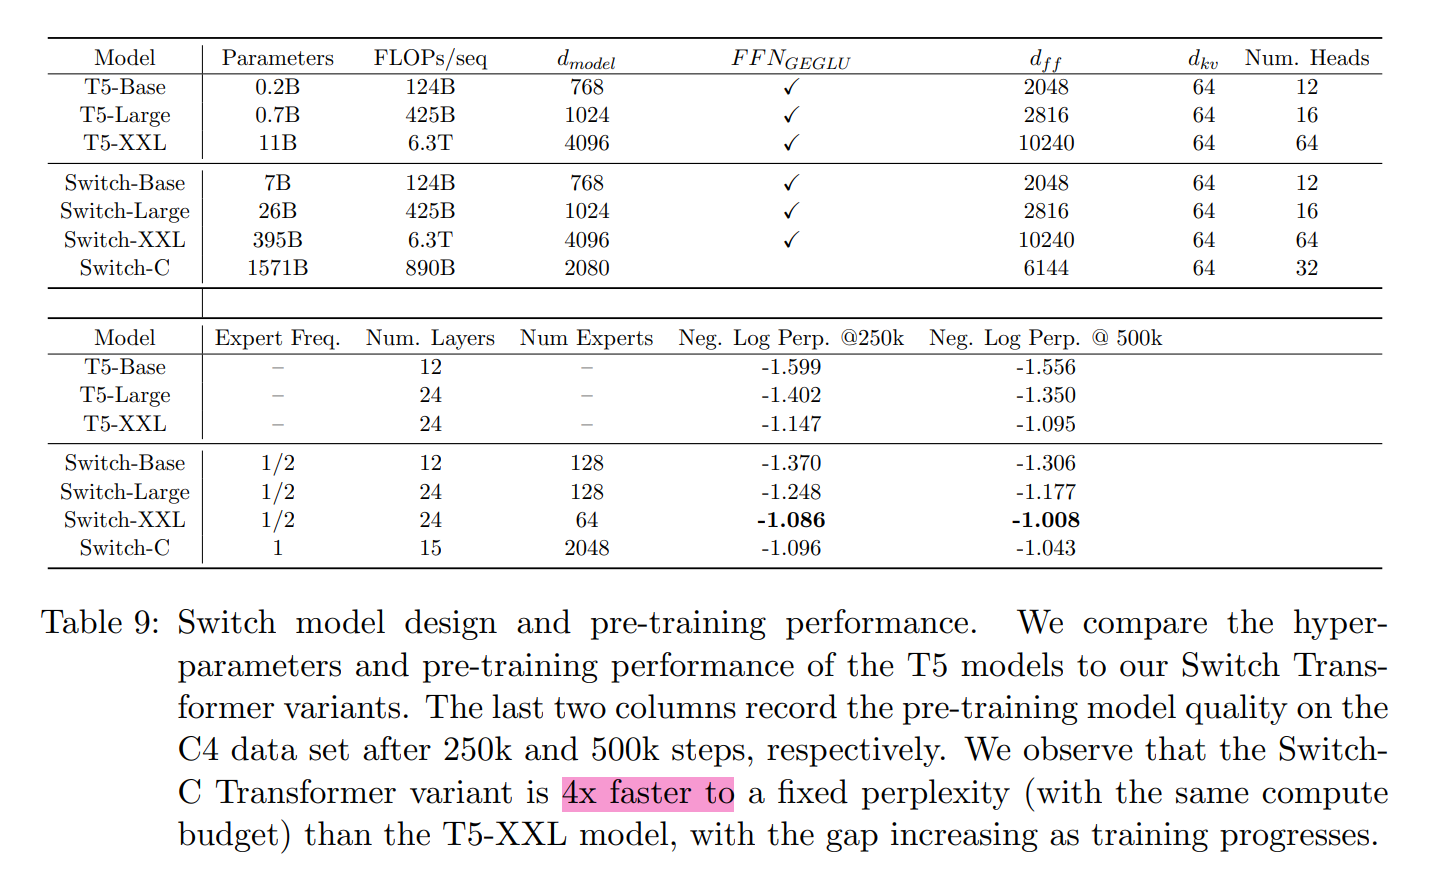 Model Parameters FLOPs/seq d_model FFN_GEGLU d_ff d_kv Num. Heads
T5-Base 0.2B 124B 768 ✓ 2048 64 12
T5-Large 0.7B 425B 1024 ✓ 2816 64 16
T5-XXL 11B 6.3T 4096 ✓ 10240 64 64
Switch-Base 7B 124B 768 ✓ 2048 64 12
Switch-Large 26B 425B 1024 ✓ 2816 64 16
Switch-XXL 395B 6.3T 4096 ✓ 10240 64 64
Switch-C 1571B 890B 2080 6144 64 32
Model Expert Freq. Num. Layers Num Experts Neg. Log Perp. @250k Neg. Log Perp. @ 500k
T5-Base – 12 – -1.599 -1.556
T5-Large – 24 – -1.402 -1.350
T5-XXL – 24 – -1.147 -1.095
Switch-Base 1/2 12 128 -1.370 -1.306
Switch-Large 1/2 24 128 -1.248 -1.177
Switch-XXL 1/2 24 64 -1.086 -1.008
Switch-C 1 15 2048 -1.096 -1.043
Table 9: Switch model design and pre-training performance. We compare the hyper-
parameters and pre-training performance of the T5 models to our Switch Trans-
former variants. The last two columns record the pre-training model quality on the
C4 data set after 250k and 500k steps, respectively. We observe that the Switch-
C Transformer variant is 4x faster to a fixed perplexity (with the same compute
budget) than the T5-XXL model, with the gap increasing as training progresses.